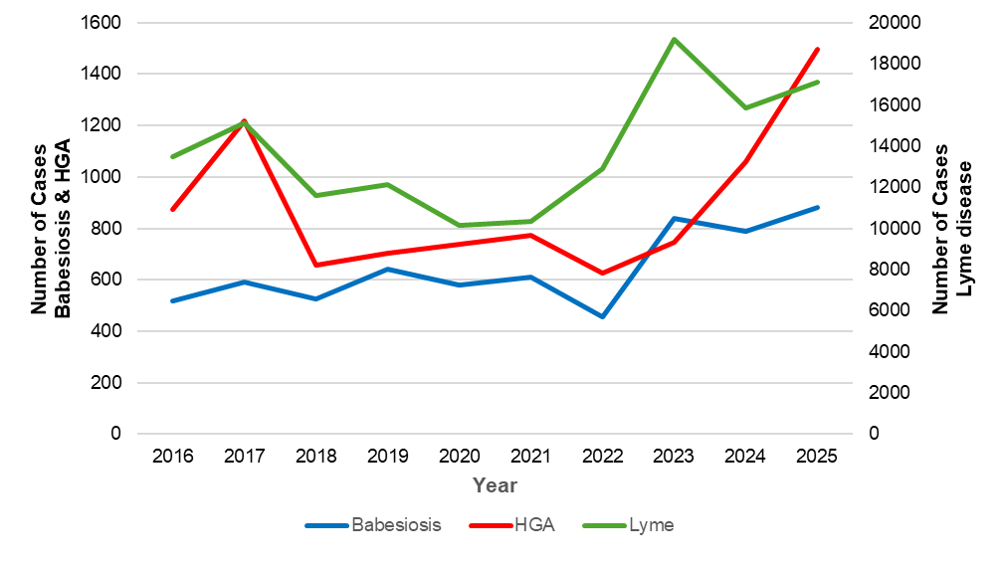 Number of Cases
Babesiosis & HGA
1600
1400
1200
1000
800
600
400
200
0
20000
18000
16000
14000
12000
10000
8000
6000
4000
2000
0
Number of Cases
Lyme disease
2016 2017 2018 2019 2020 2021 2022 2023 2024 2025
Year
Babesiosis HGA Lyme